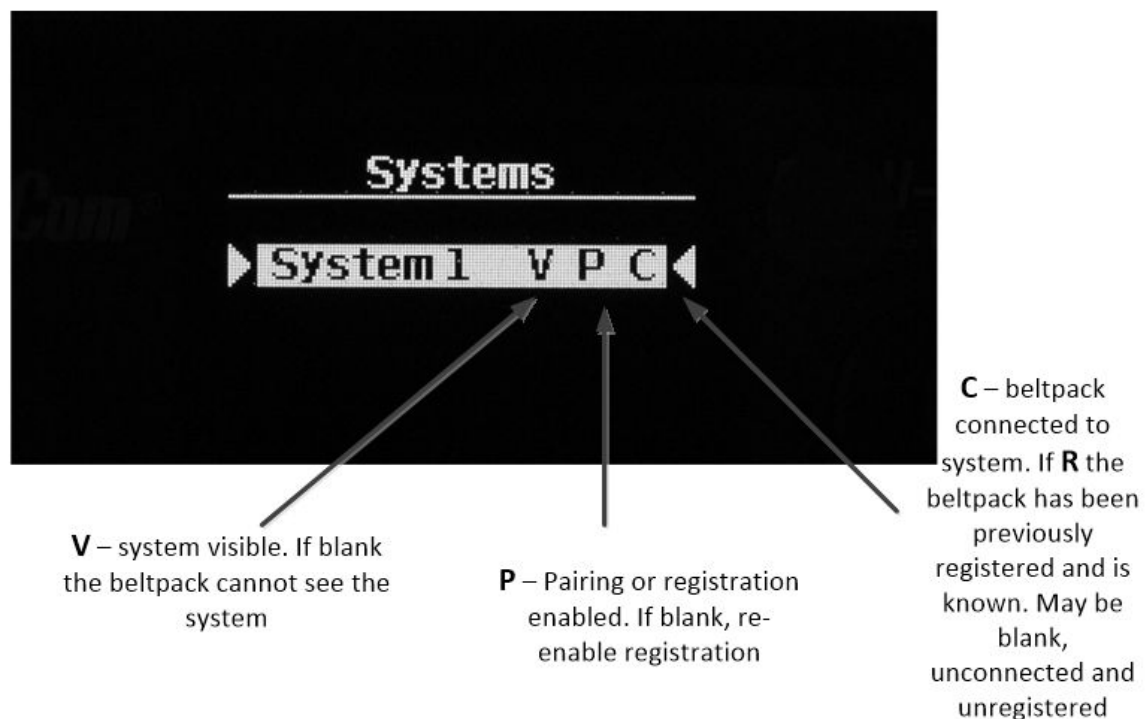 Systems
System 1 V P C
V – system visible. If blank
the beltpack cannot see the
system
P – Pairing or registration
enabled. If blank, re-
enable registration
C – beltpack
connected to
system. If R the
beltpack has been
previously
registered and is
known. May be
blank,
unconnected and
unregistered